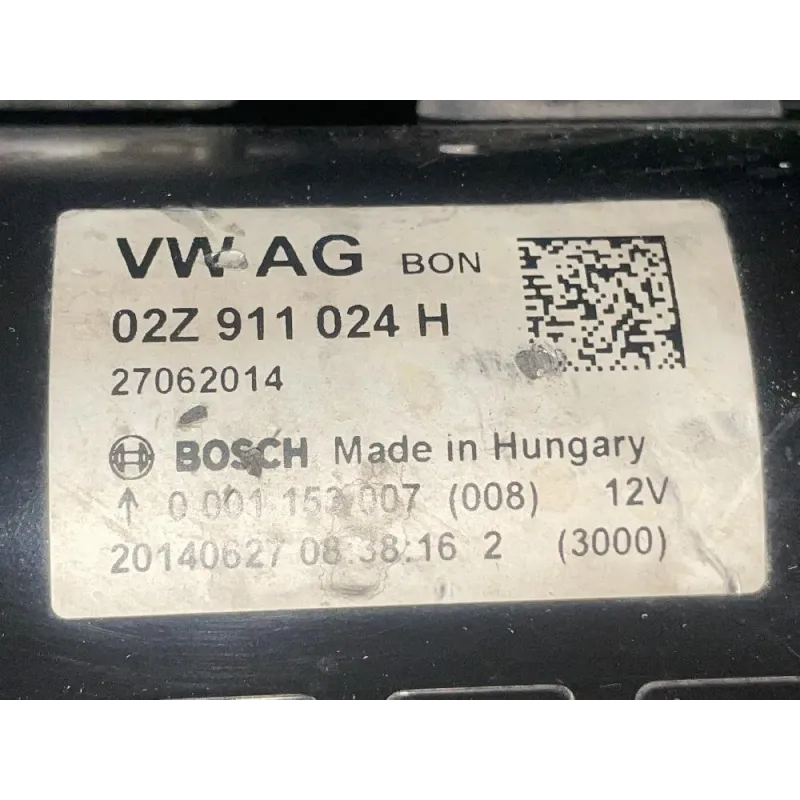 VW AG BON
02Z 911 024 H
27062014
BOSCH Made in Hungary
↑ 0 001 153 007 (008) 12V
20140627 08:38:16 2 (3000)